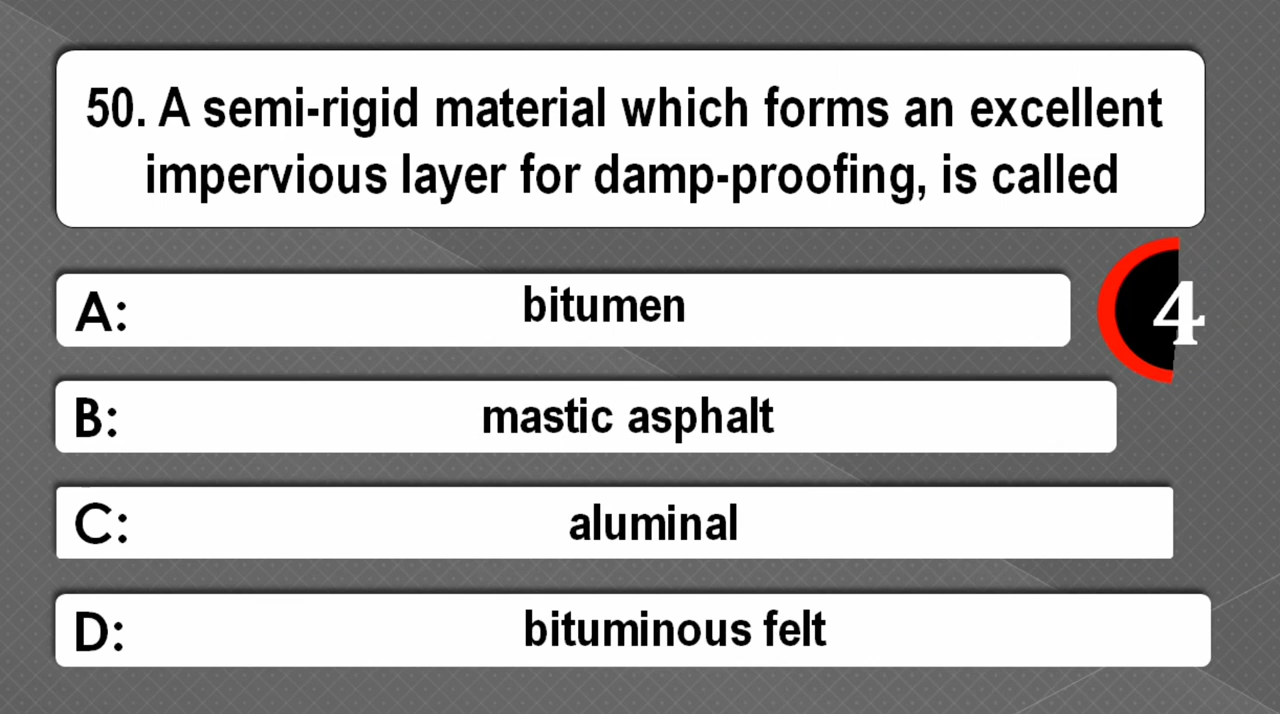 50. A semi-rigid material which forms an excellent
impervious layer for damp-proofing, is called
A: bitumen
4
B: mastic asphalt
C: aluminal
D: bituminous felt